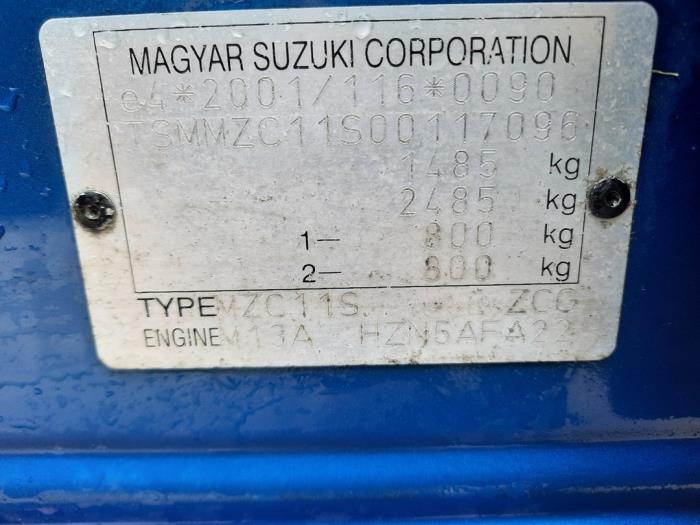 MAGYAR SUZUKI CORPORATION
e4*2001/116*0090
TSMMZC11S00117096
1485 kg
2485 kg
1— 800 kg
2— 800 kg
TYPE MZC11S ZCG
ENGINE M13A